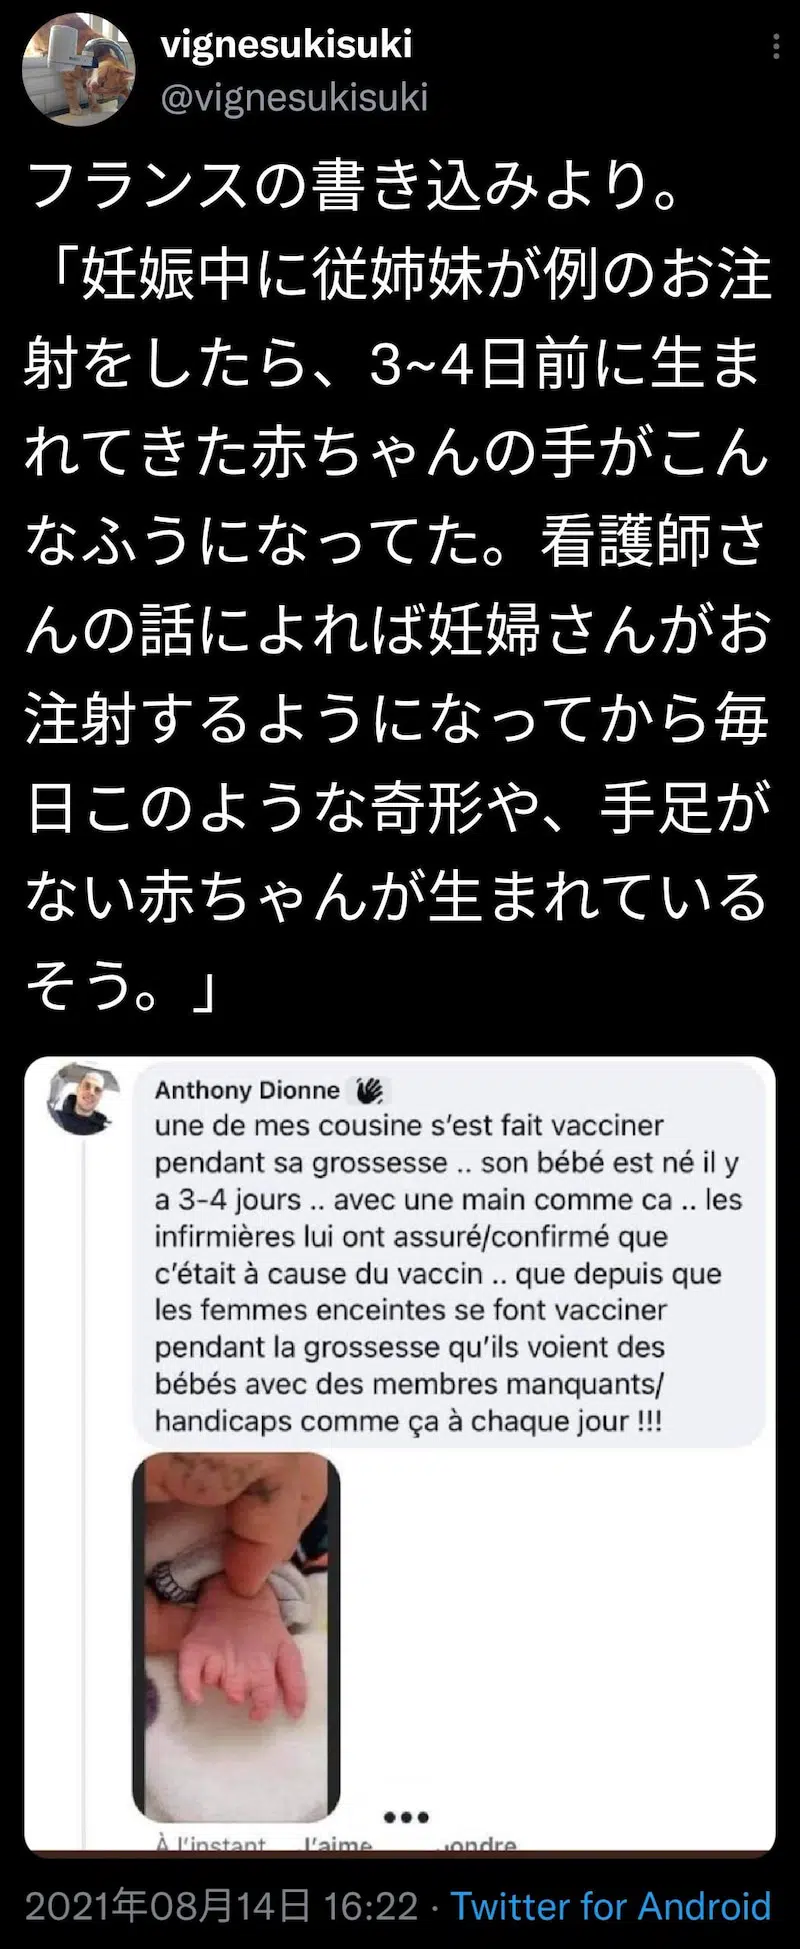 vignesukisuki
@vignesukisuki
フランスの書き込みより。
「妊娠中に従姉妹が例のお注
射をしたら、3~4日前に生ま
れてきた赤ちゃんの手がこん
なふうになってた。看護師さ
んの話によれば妊婦さんがお
注射するようになってから毎
日このような奇形や、手足が
ない赤ちゃんが生まれている
そう。」
Anthony Dionne
une de mes cousine s’est fait vacciner
pendant sa grossesse .. son bébé est né il y
a 3-4 jours .. avec une main comme ca .. les
infirmières lui ont assuré/confirmé que
c’était à cause du vaccin .. que depuis que
les femmes enceintes se font vacciner
pendant la grossesse qu’ils voient des
bébés avec des membres manquants/
handicaps comme ça à chaque jour !!!
À l’instant J’aime ondre
2021年08月14日 16:22 · Twitter for Android